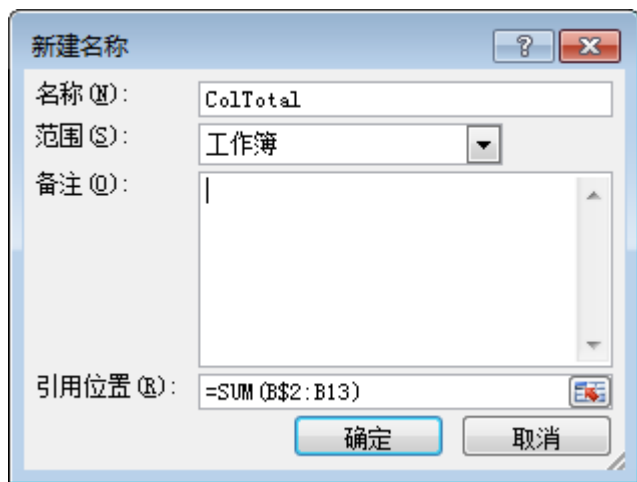 新建名称
名称(N): ColTotal
范围(S): 工作簿
备注(O):
引用位置(R): =SUM(B$2:B13)
确定 取消